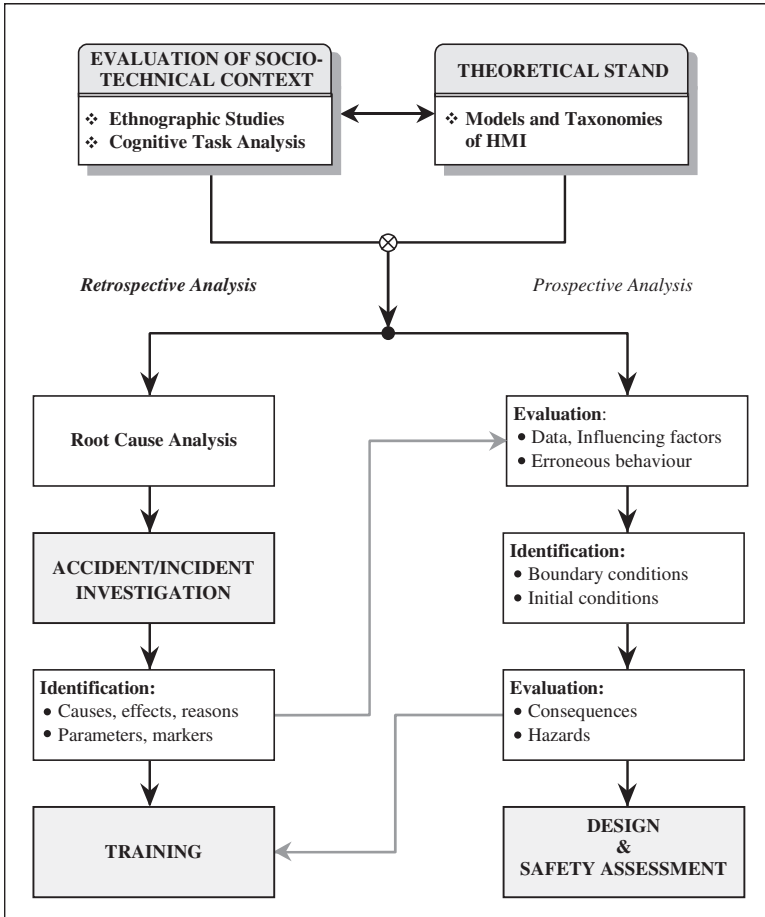 EVALUATION OF SOCIO-
TECHNICAL CONTEXT
❖ Ethnographic Studies
❖ Cognitive Task Analysis
THEORETICAL STAND
❖ Models and Taxonomies
of HMI
Retrospective Analysis
Prospective Analysis
Root Cause Analysis
ACCIDENT/INCIDENT
INVESTIGATION
Identification:
• Causes, effects, reasons
• Parameters, markers
TRAINING
Evaluation:
• Data, Influencing factors
• Erroneous behaviour
Identification:
• Boundary conditions
• Initial conditions
Evaluation:
• Consequences
• Hazards
DESIGN
&
SAFETY ASSESSMENT